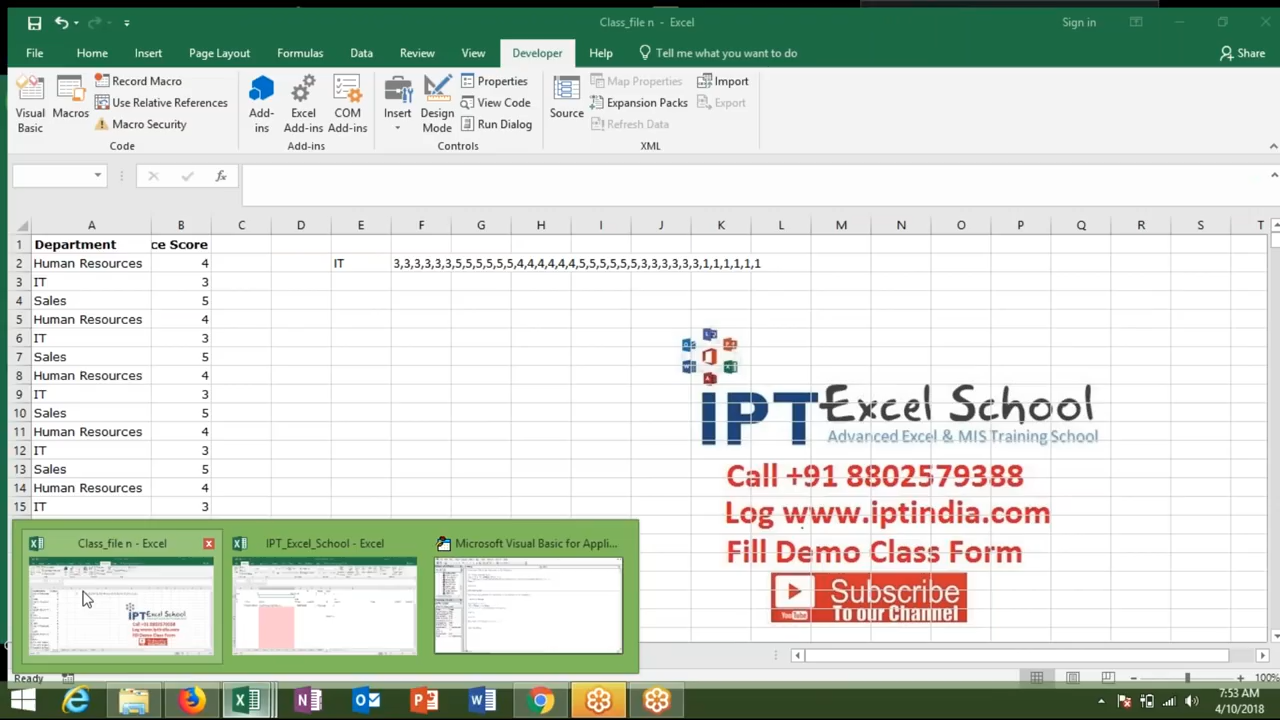 Class_file n - Excel
Sign in
File Home Insert Page Layout Formulas Data Review View Developer Help Tell me what you want to do Share
Visual Basic
Macros
Record Macro
Use Relative References
Macro Security
Code
Add-ins
Excel Add-ins
COM Add-ins
Add-ins
Insert
Design Mode
Properties
View Code
Run Dialog
Controls
Source
Map Properties
Expansion Packs
Refresh Data
Import
Export
XML
fx
A B C D E F G H I J K L M N O P Q R S T
1 Department ce Score
2 Human Resources 4 IT 3,3,3,3,3,3,5,5,5,5,5,5,4,4,4,4,4,4,5,5,5,5,5,5,3,3,3,3,3,3,1,1,1,1,1,1
3 IT 3
4 Sales 5
5 Human Resources 4
6 IT 3
7 Sales 5
8 Human Resources 4
9 IT 3
10 Sales 5
11 Human Resources 4
12 IT 3
13 Sales 5
14 Human Resources 4
15 IT 3
IPT Excel School
Advanced Excel & MIS Training School
Call +91 8802579388
Log www.iptindia.com
Fill Demo Class Form
Subscribe
YouTube To our Channel
Class_file n - Excel
IPT_Excel_School - Excel
Microsoft Visual Basic for Appli...
Ready
100%
7:53 AM
4/10/2018